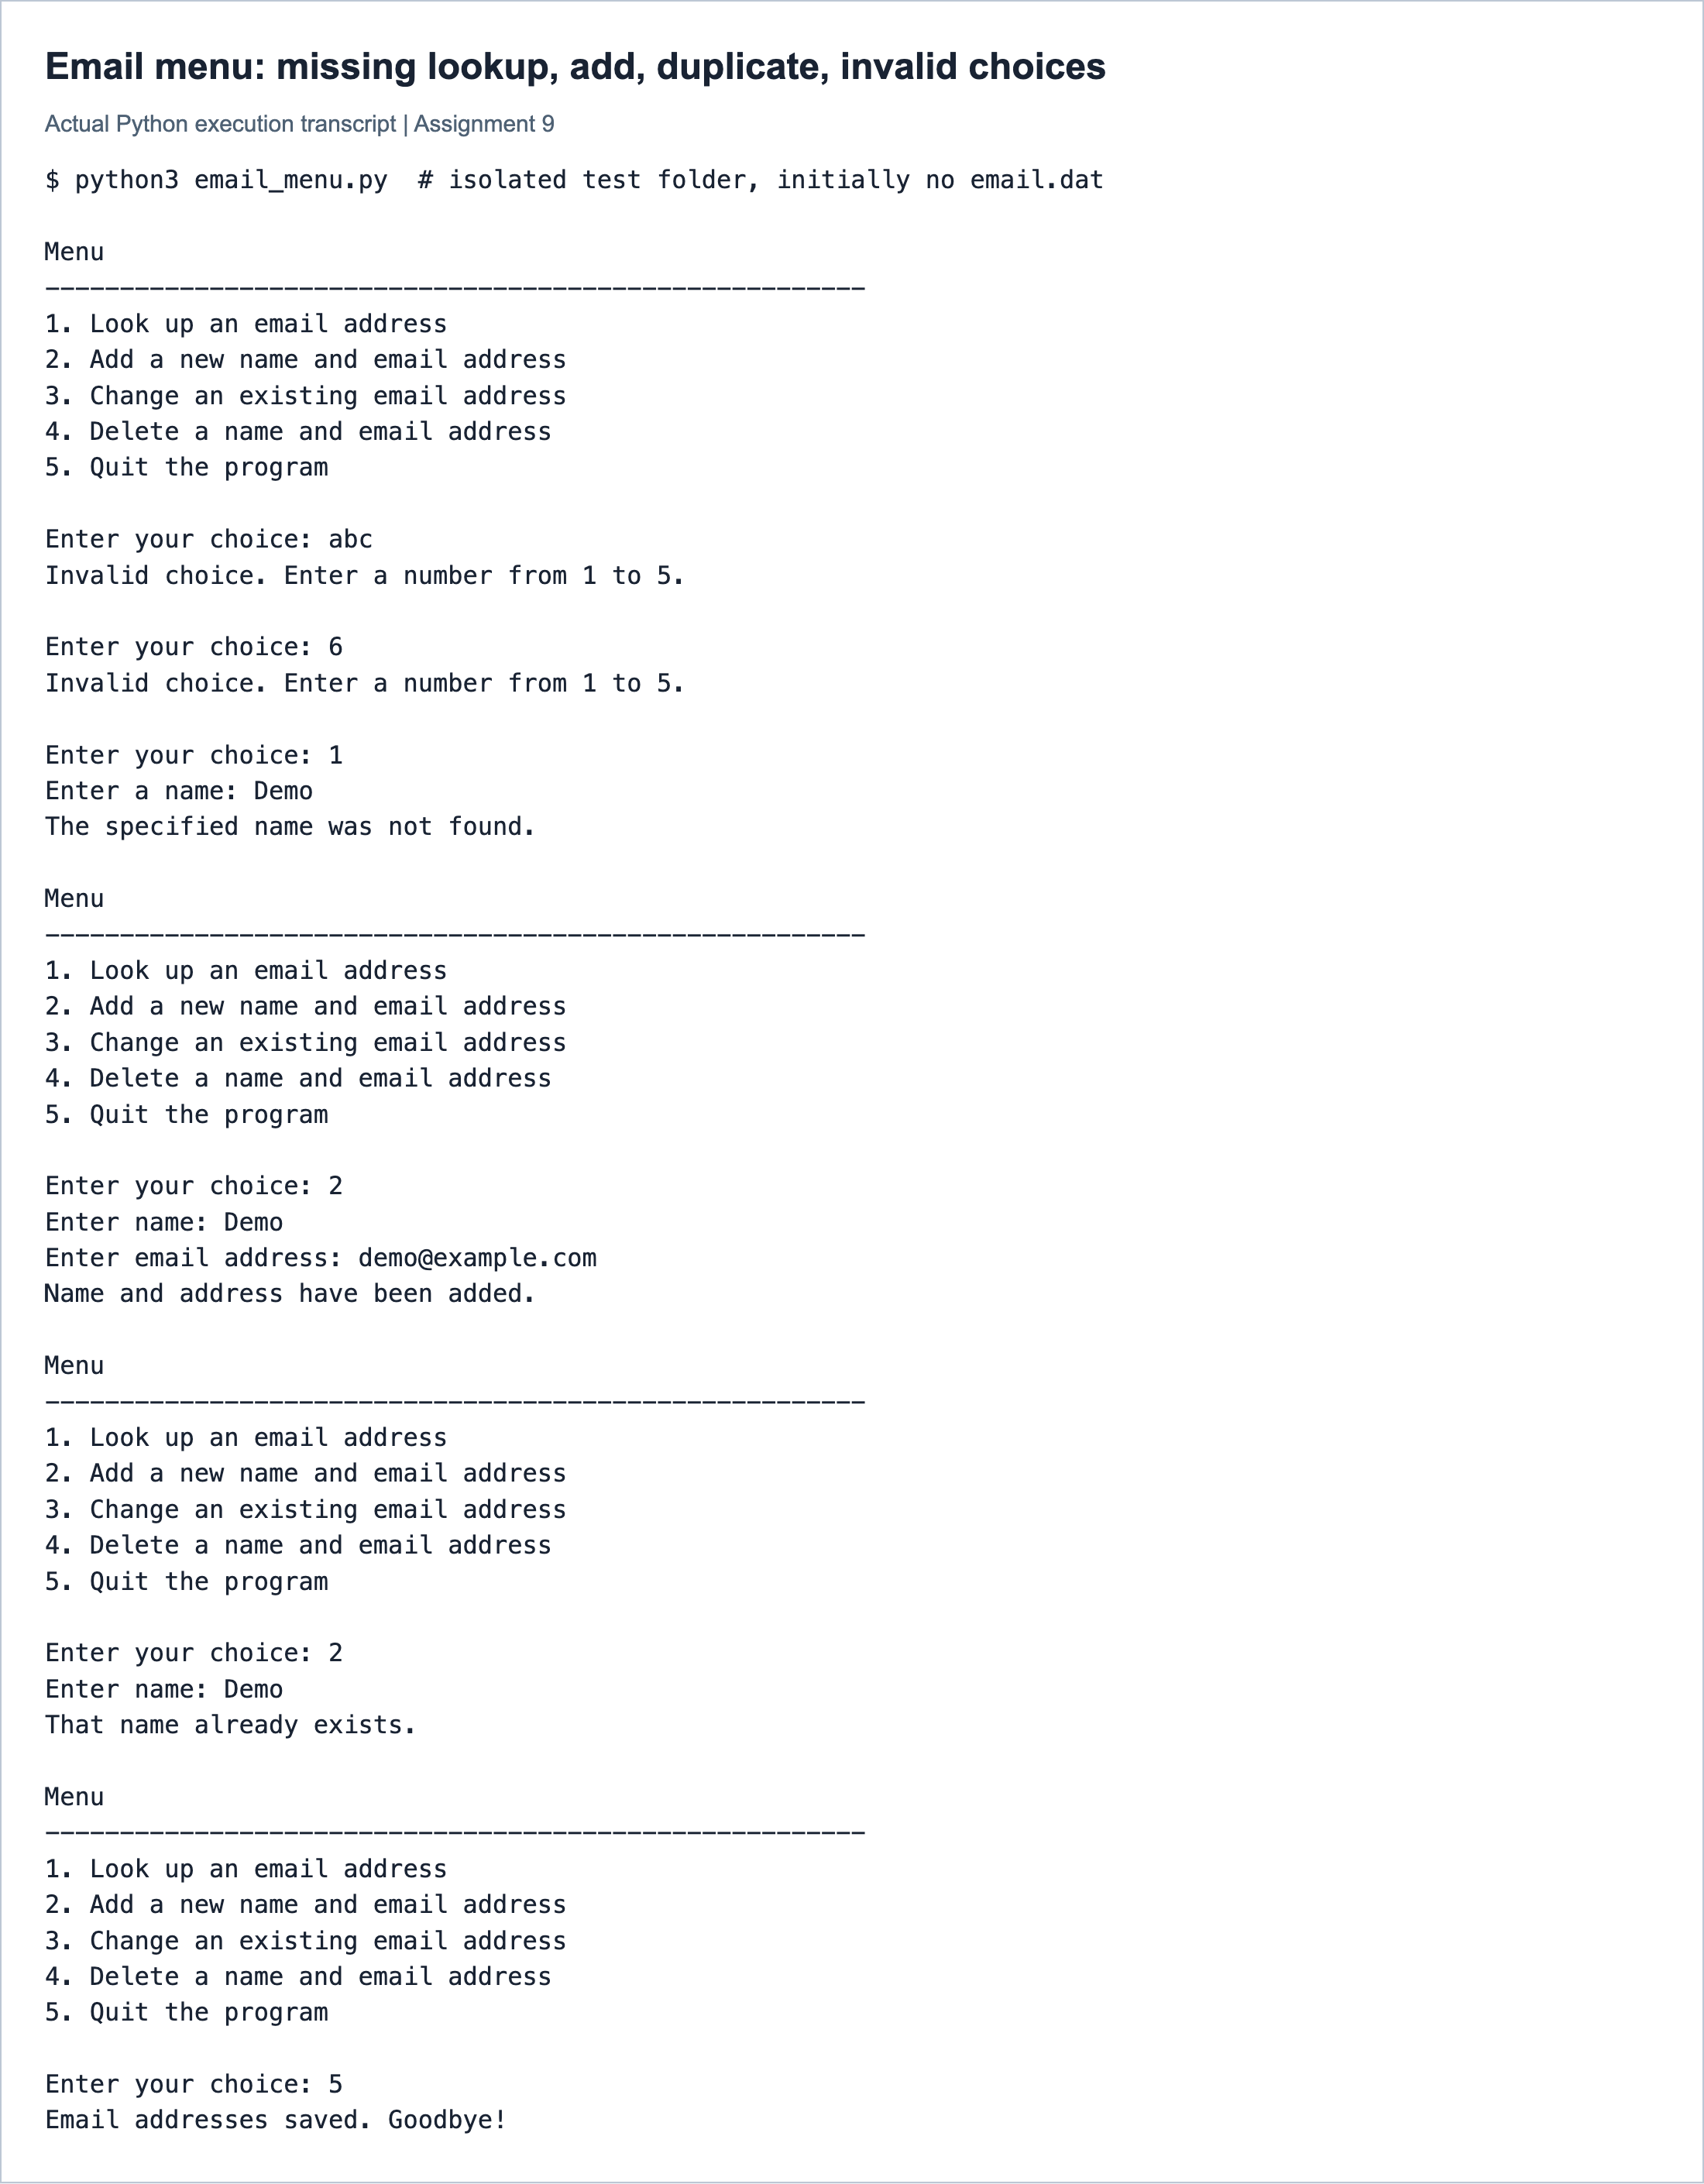 Email menu: missing lookup, add, duplicate, invalid choices
Actual Python execution transcript | Assignment 9
$ python3 email_menu.py  # isolated test folder, initially no email.dat
Menu
-------------------------------------------------------
1. Look up an email address
2. Add a new name and email address
3. Change an existing email address
4. Delete a name and email address
5. Quit the program
Enter your choice: abc
Invalid choice. Enter a number from 1 to 5.
Enter your choice: 6
Invalid choice. Enter a number from 1 to 5.
Enter your choice: 1
Enter a name: Demo
The specified name was not found.
Menu
-------------------------------------------------------
1. Look up an email address
2. Add a new name and email address
3. Change an existing email address
4. Delete a name and email address
5. Quit the program
Enter your choice: 2
Enter name: Demo
Enter email address: demo@example.com
Name and address have been added.
Menu
-------------------------------------------------------
1. Look up an email address
2. Add a new name and email address
3. Change an existing email address
4. Delete a name and email address
5. Quit the program
Enter your choice: 2
Enter name: Demo
That name already exists.
Menu
-------------------------------------------------------
1. Look up an email address
2. Add a new name and email address
3. Change an existing email address
4. Delete a name and email address
5. Quit the program
Enter your choice: 5
Email addresses saved. Goodbye!